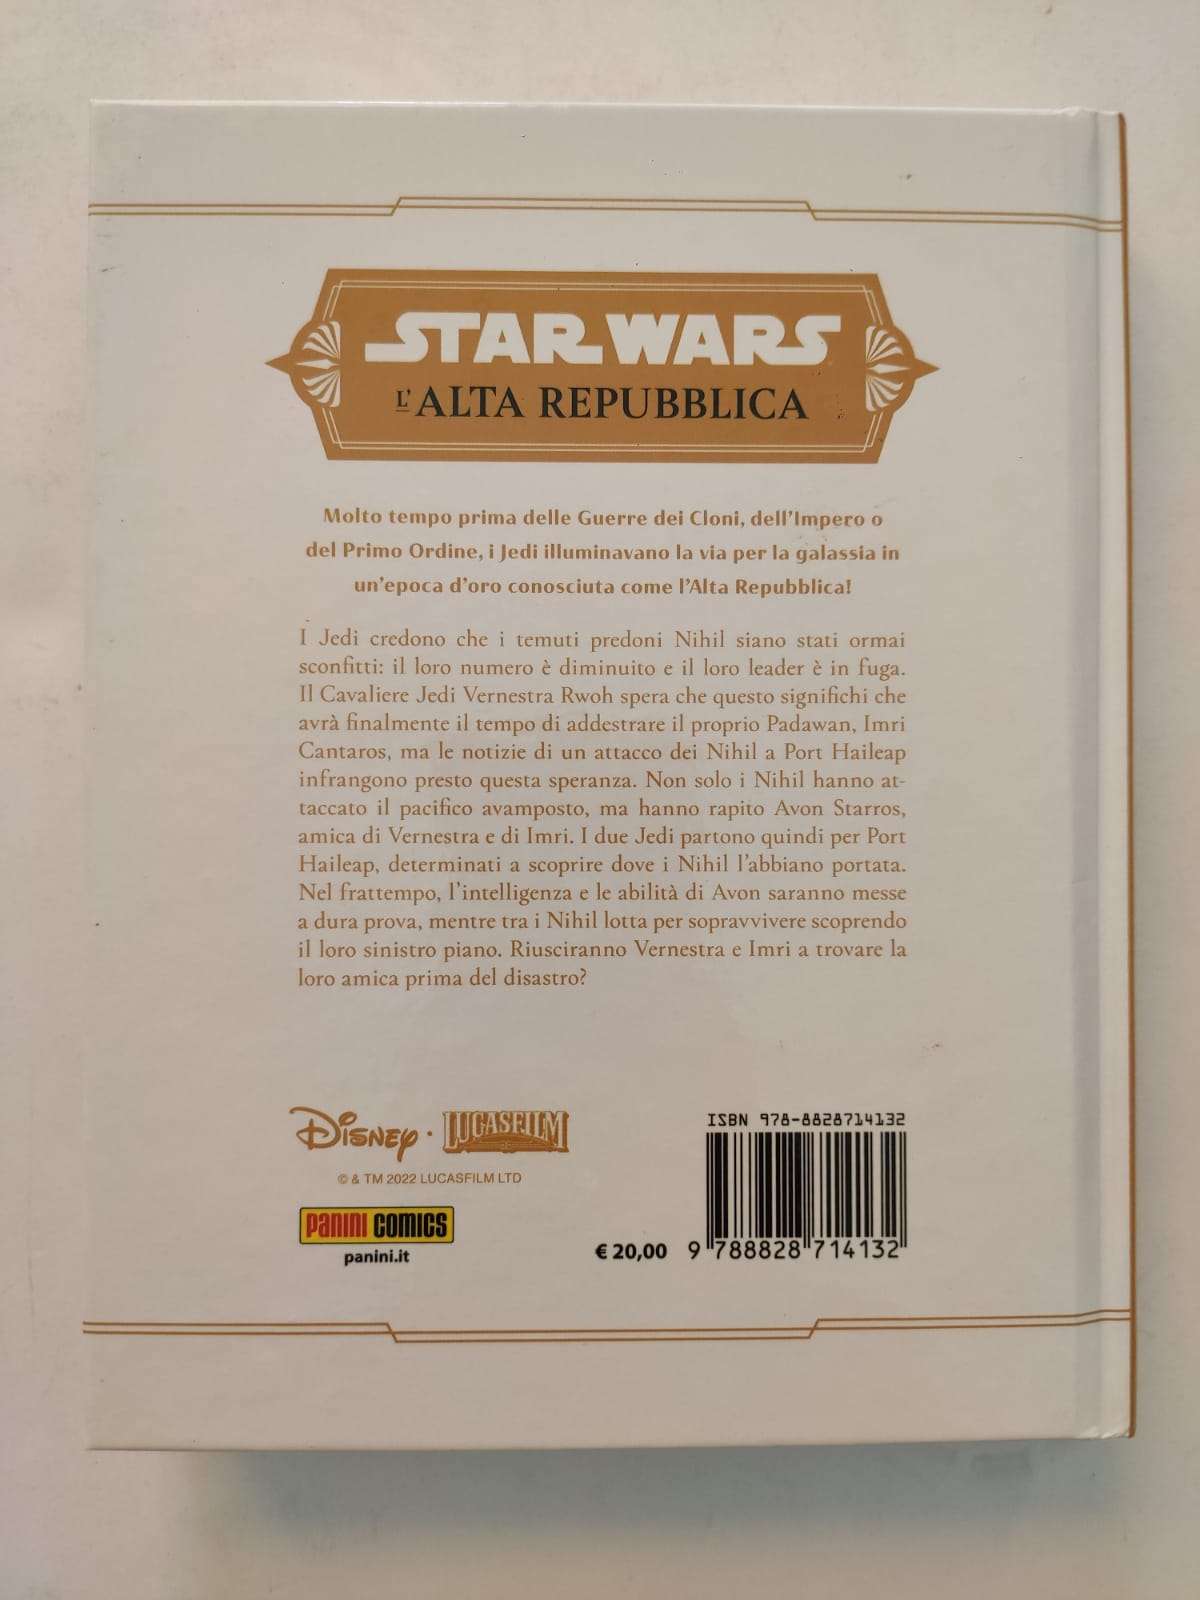 STAR WARS
L'ALTA REPUBBLICA
Molto tempo prima delle Guerre dei Cloni, dell'Impero o
del Primo Ordine, i Jedi illuminavano la via per la galassia in
un'epoca d'oro conosciuta come l'Alta Repubblica!
I Jedi credono che i temuti predoni Nihil siano stati ormai
sconfitti: il loro numero è diminuito e il loro leader è in fuga.
Il Cavaliere Jedi Vernestra Rwoh spera che questo significhi che
avrà finalmente il tempo di addestrare il proprio Padawan, Imri
Cantaros, ma le notizie di un attacco dei Nihil a Port Haileap
infrangono presto questa speranza. Non solo i Nihil hanno at-
taccato il pacifico avamposto, ma hanno rapito Avon Starros,
amica di Vernestra e di Imri. I due Jedi partono quindi per Port
Haileap, determinati a scoprire dove i Nihil l'abbiano portata.
Nel frattempo, l'intelligenza e le abilità di Avon saranno messe
a dura prova, mentre tra i Nihil lotta per sopravvivere scoprendo
il loro sinistro piano. Riusciranno Vernestra e Imri a trovare la
loro amica prima del disastro?
Disney · LUCASFILM
© & TM 2022 LUCASFILM LTD
PANINI COMICS
panini.it
€ 20,00
ISBN 978-8828714132
9 788828 714132